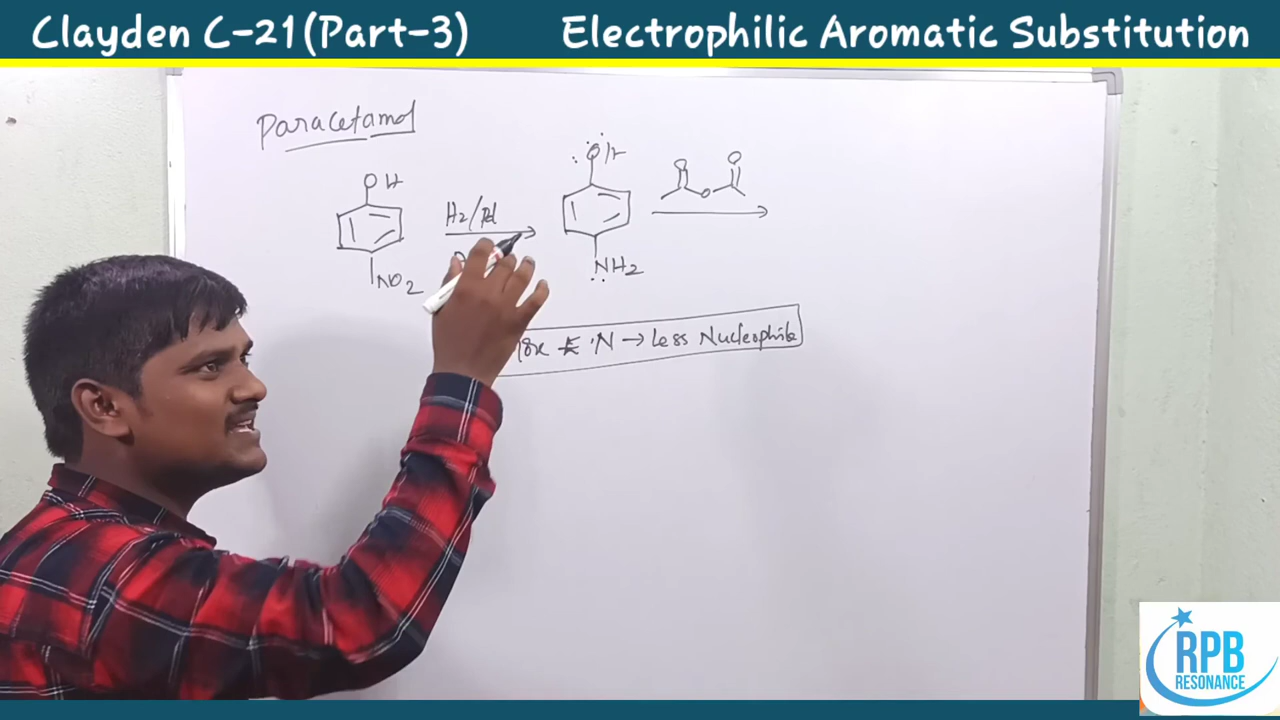 Clayden C-21(Part-3) Electrophilic Aromatic Substitution
Paracetamol
OH
NO2
H2/Pd
OH
NH2
O
O
O
N → Less Nucleophile
RPB
RESONANCE